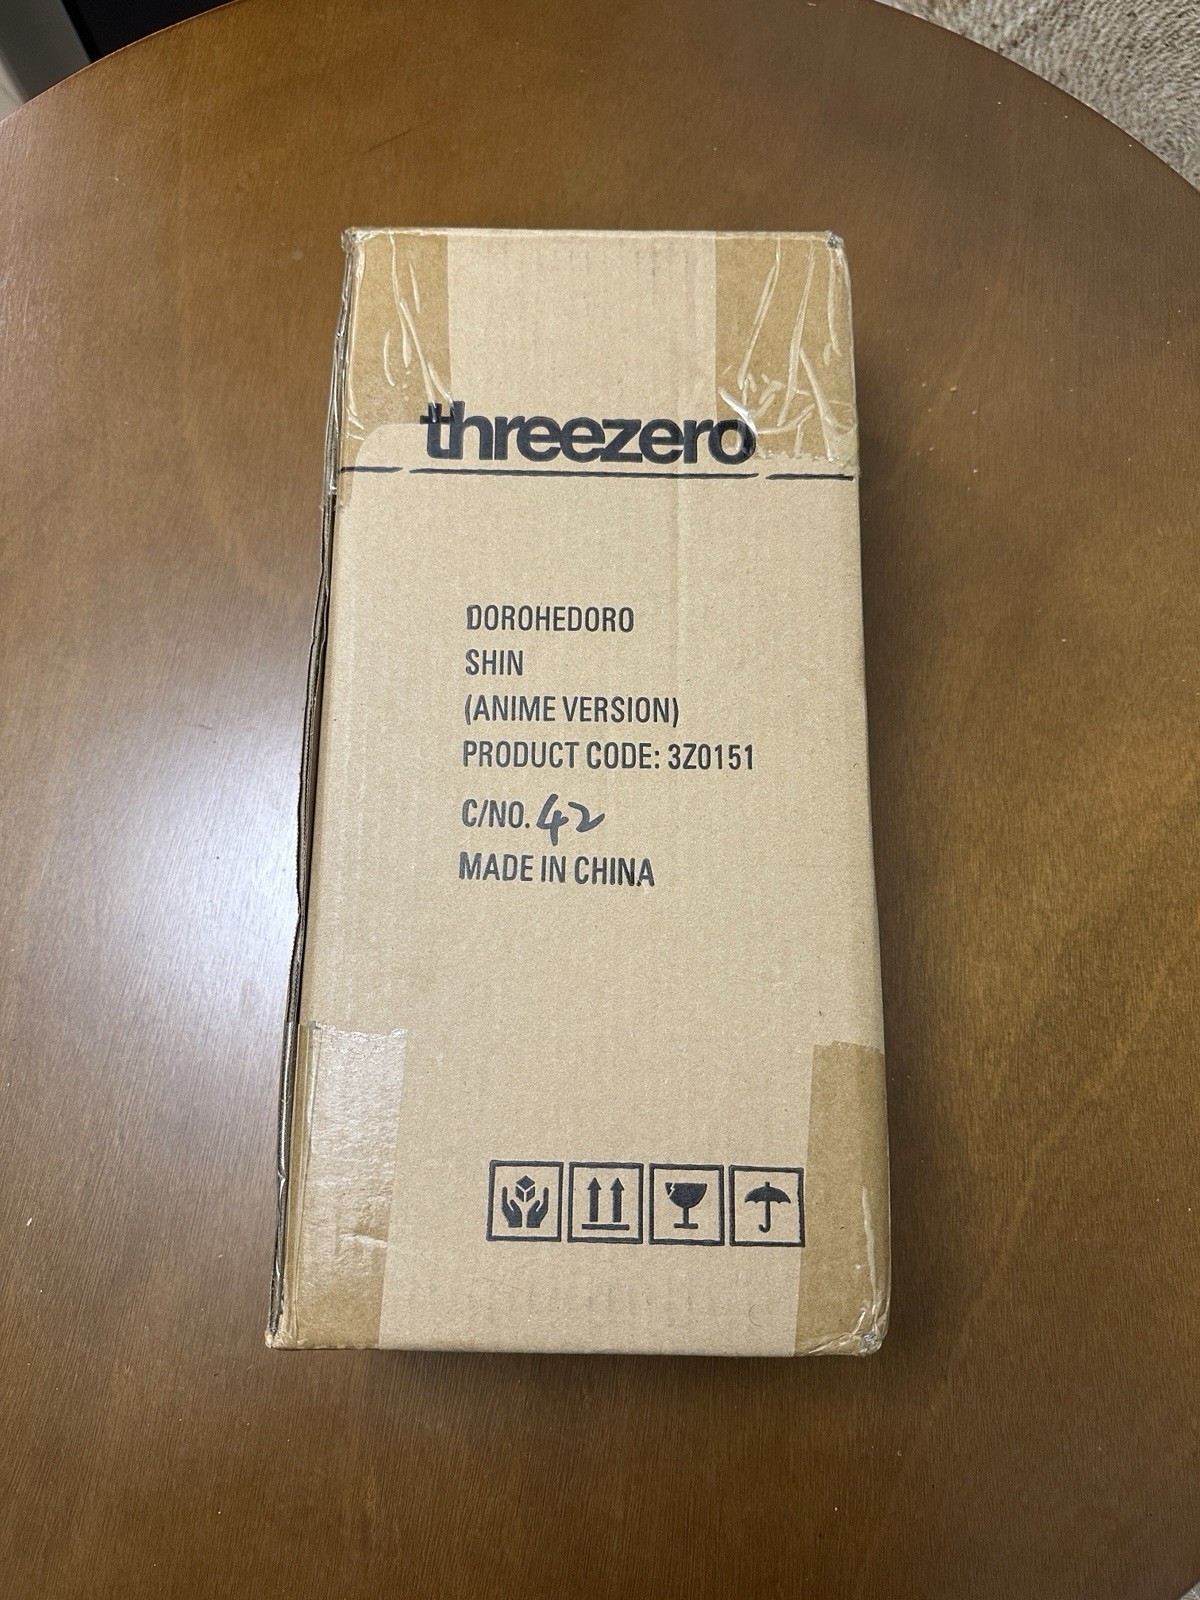 threezero
DOROHEDORO
SHIN
(ANIME VERSION)
PRODUCT CODE: 3Z0151
C/NO. 42
MADE IN CHINA